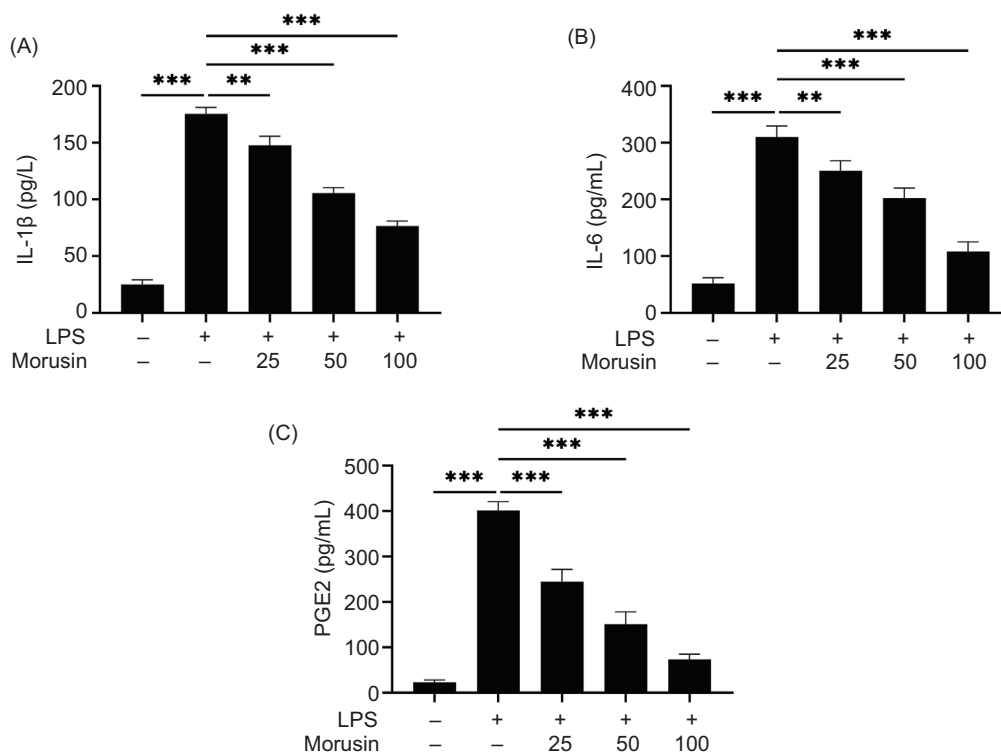 (A)
***
***
*** **
200
150
100
50
0
IL-1β (pg/L)
LPS – + + + +
Morusin – – 25 50 100
(B)
***
***
*** **
400
300
200
100
0
IL-6 (pg/mL)
LPS – + + + +
Morusin – – 25 50 100
(C)
***
***
*** ***
500
400
300
200
100
0
PGE2 (pg/mL)
LPS – + + + +
Morusin – – 25 50 100